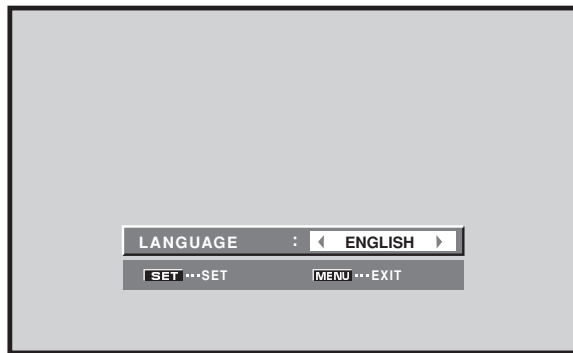 LANGUAGE : ◀ ENGLISH ▶
SET ···SET MENU ···EXIT